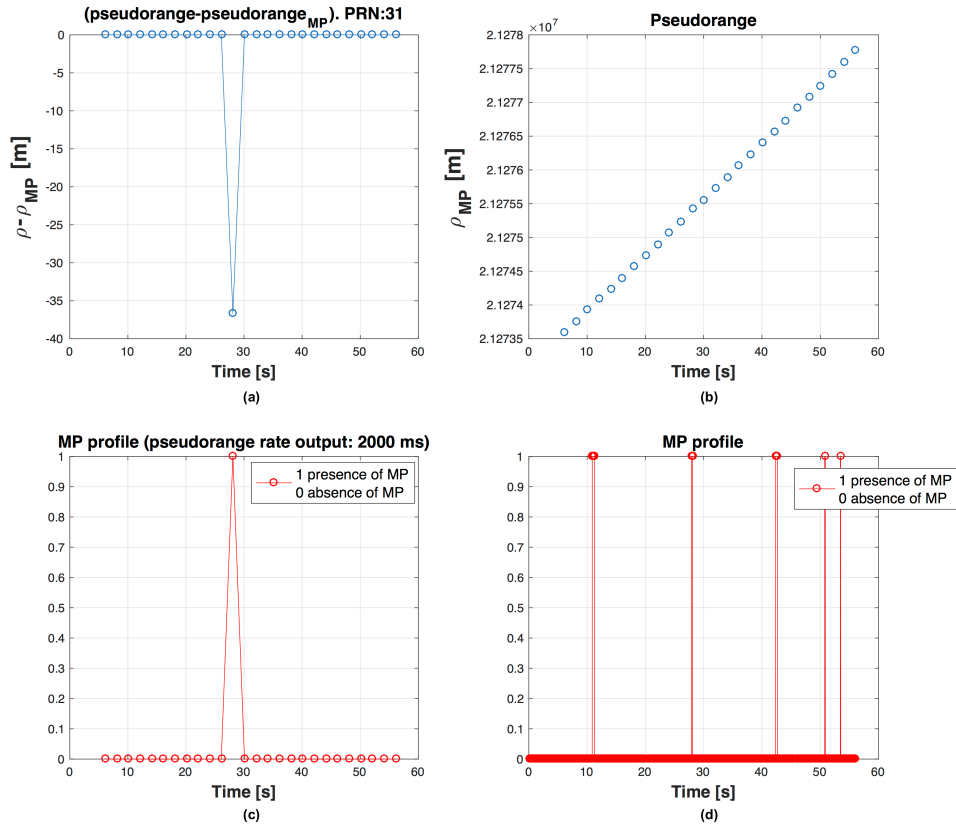 (pseudorange-pseudorange_MP). PRN:31
0
-5
-10
-15
-20
-25
-30
-35
-40
ρ - ρ_MP [m]
0 10 20 30 40 50 60
Time [s]
(a)
Pseudorange
×10^7
2.1278
2.12775
2.1277
2.12765
2.1276
2.12755
2.1275
2.12745
2.1274
2.12735
ρ_MP [m]
0 10 20 30 40 50 60
Time [s]
(b)
MP profile (pseudorange rate output: 2000 ms)
1
0.9
0.8
0.7
0.6
0.5
0.4
0.3
0.2
0.1
0
1 presence of MP
0 absence of MP
0 10 20 30 40 50 60
Time [s]
(c)
MP profile
1
0.9
0.8
0.7
0.6
0.5
0.4
0.3
0.2
0.1
0
1 presence of MP
0 absence of MP
0 10 20 30 40 50 60
Time [s]
(d)